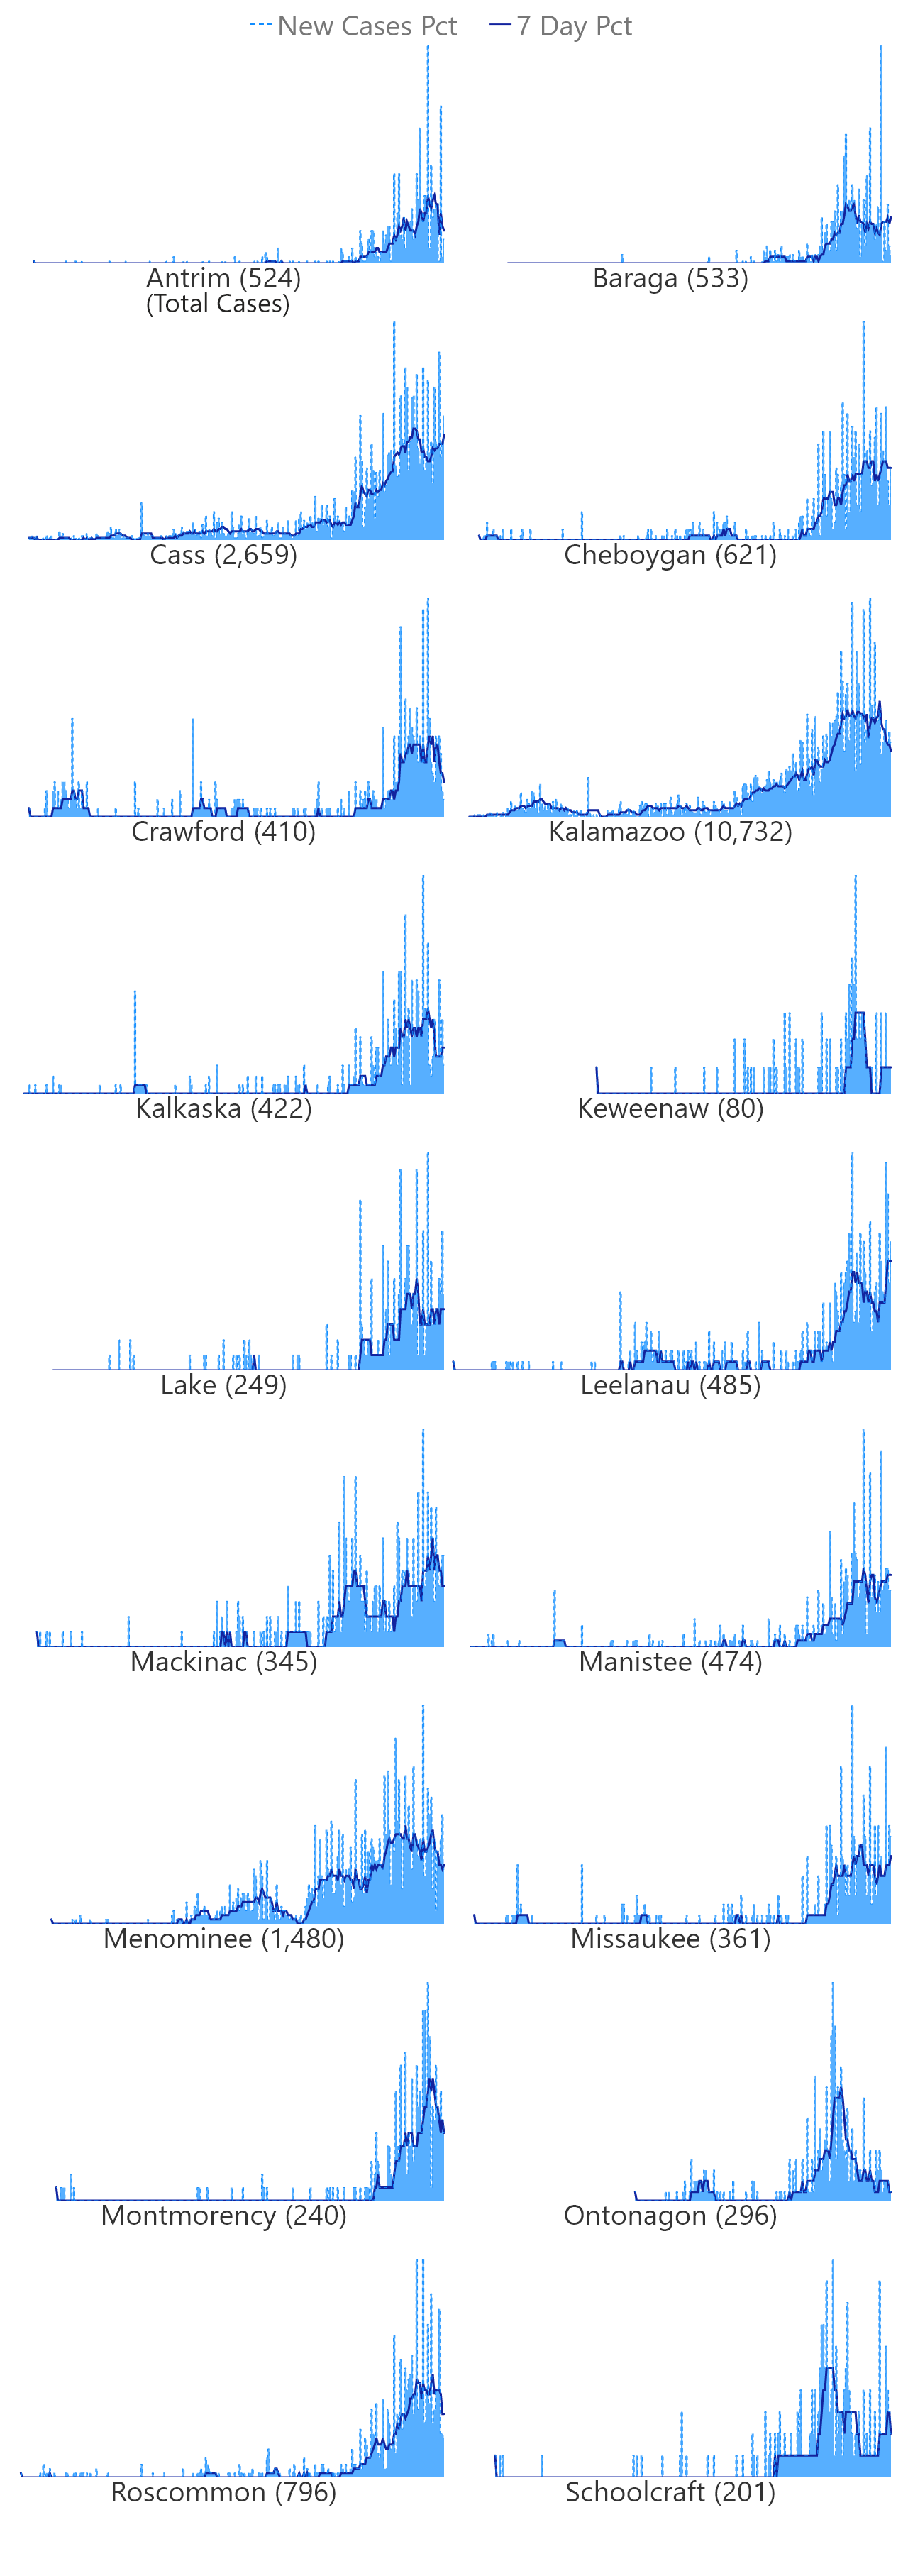 New Cases Pct 7 Day Pct
Antrim (524) Baraga (533)
(Total Cases)
Cass (2,659) Cheboygan (621)
Crawford (410) Kalamazoo (10,732)
Kalkaska (422) Keweenaw (80)
Lake (249) Leelanau (485)
Mackinac (345) Manistee (474)
Menominee (1,480) Missaukee (361)
Montmorency (240) Ontonagon (296)
Roscommon (796) Schoolcraft (201)